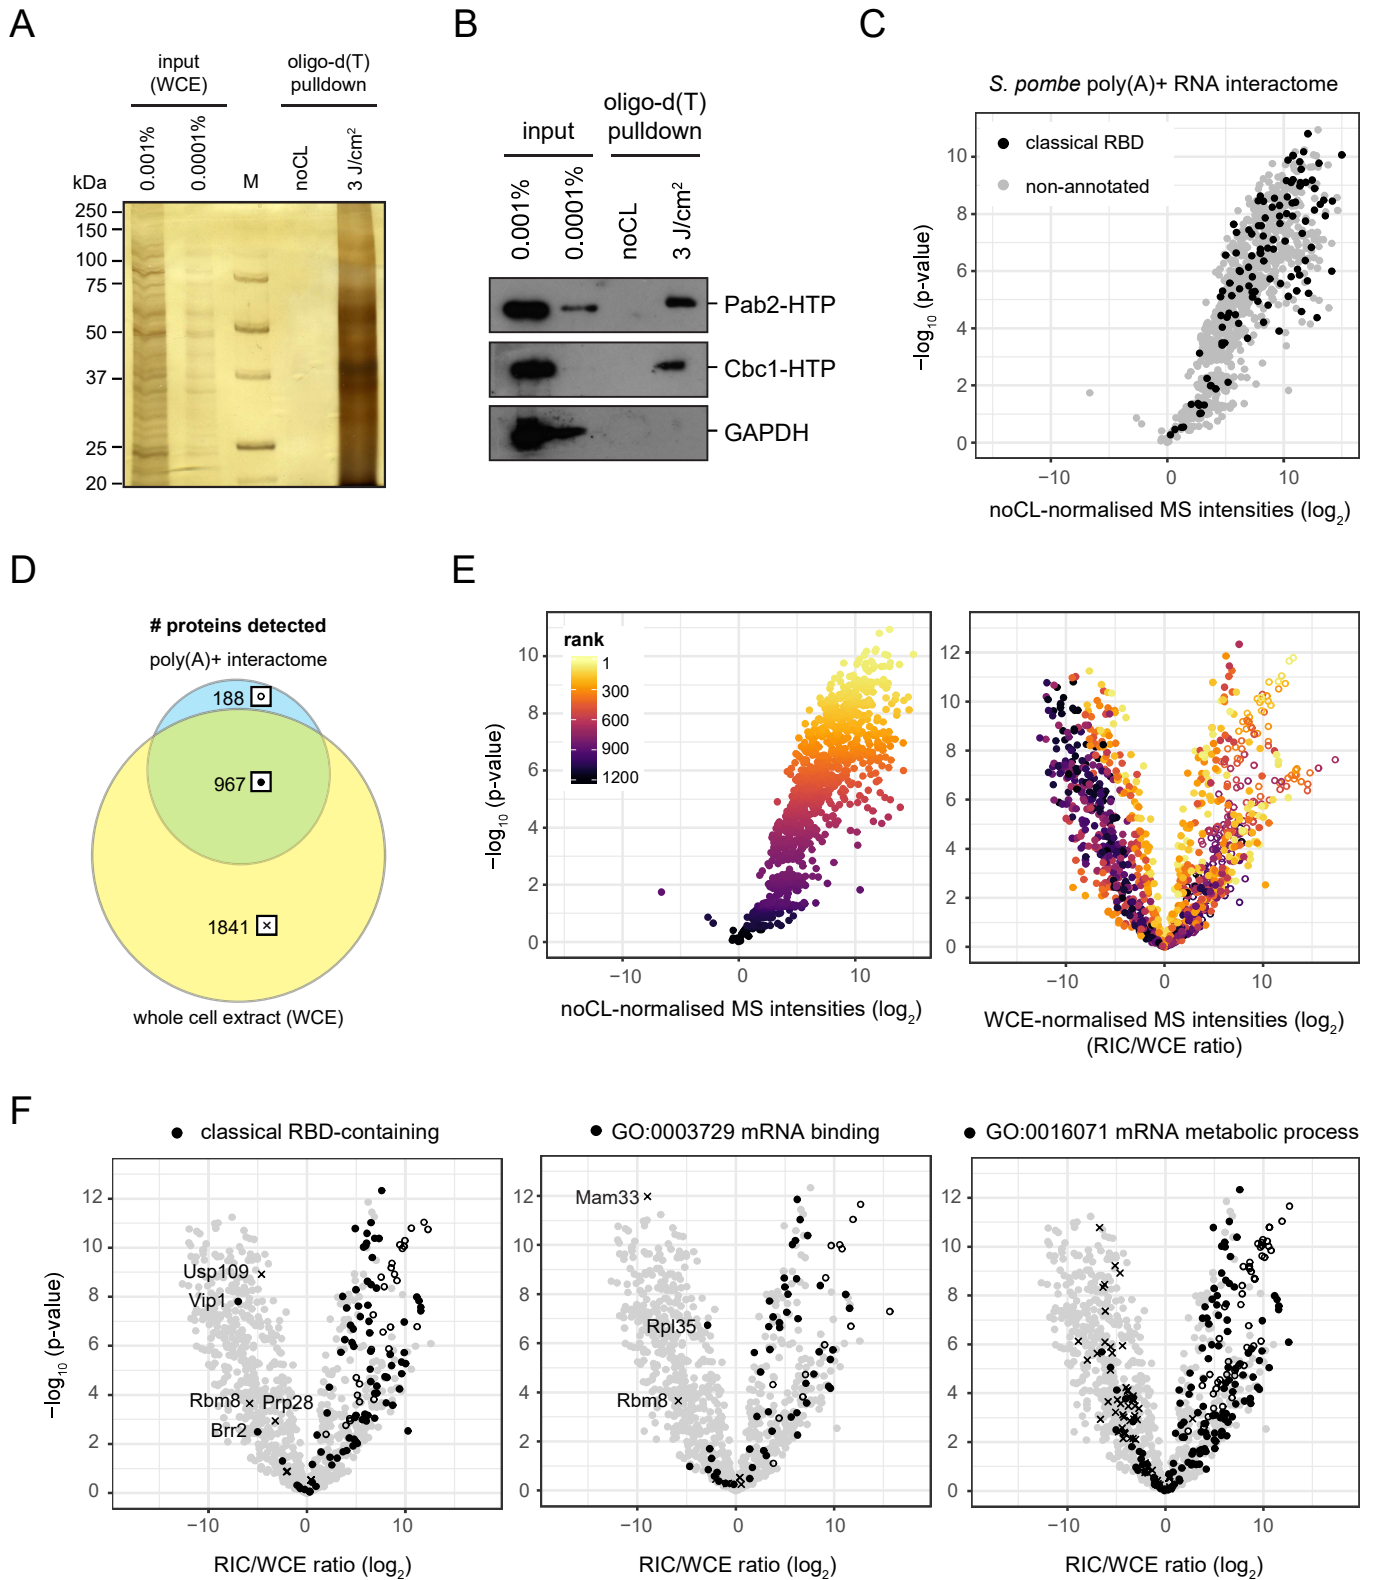 A
input
(WCE)
oligo-d(T)
pulldown
kDa
0.001%
0.0001%
M
noCL
3 J/cm²
250
150
100
75
50
37
25
20
B
input
oligo-d(T)
pulldown
0.001%
0.0001%
noCL
3 J/cm²
Pab2-HTP
Cbc1-HTP
GAPDH
C
S. pombe poly(A)+ RNA interactome
classical RBD
non-annotated
10
8
6
4
2
0
−10
0
10
−log₁₀ (p-value)
noCL-normalised MS intensities (log₂)
D
# proteins detected
poly(A)+ interactome
188
967
1841
whole cell extract (WCE)
E
rank
1
300
600
900
1200
10
8
6
4
2
0
−10
0
10
−log₁₀ (p-value)
noCL-normalised MS intensities (log₂)
12
10
8
6
4
2
0
−10
0
10
WCE-normalised MS intensities (log₂)
(RIC/WCE ratio)
F
classical RBD-containing
12
10
8
6
4
2
0
Usp109
Vip1
Rbm8
Prp28
Brr2
−10
0
10
−log₁₀ (p-value)
RIC/WCE ratio (log₂)
GO:0003729 mRNA binding
12
10
8
6
4
2
0
Mam33
Rpl35
Rbm8
−10
0
10
RIC/WCE ratio (log₂)
GO:0016071 mRNA metabolic process
12
10
8
6
4
2
0
−10
0
10
RIC/WCE ratio (log₂)